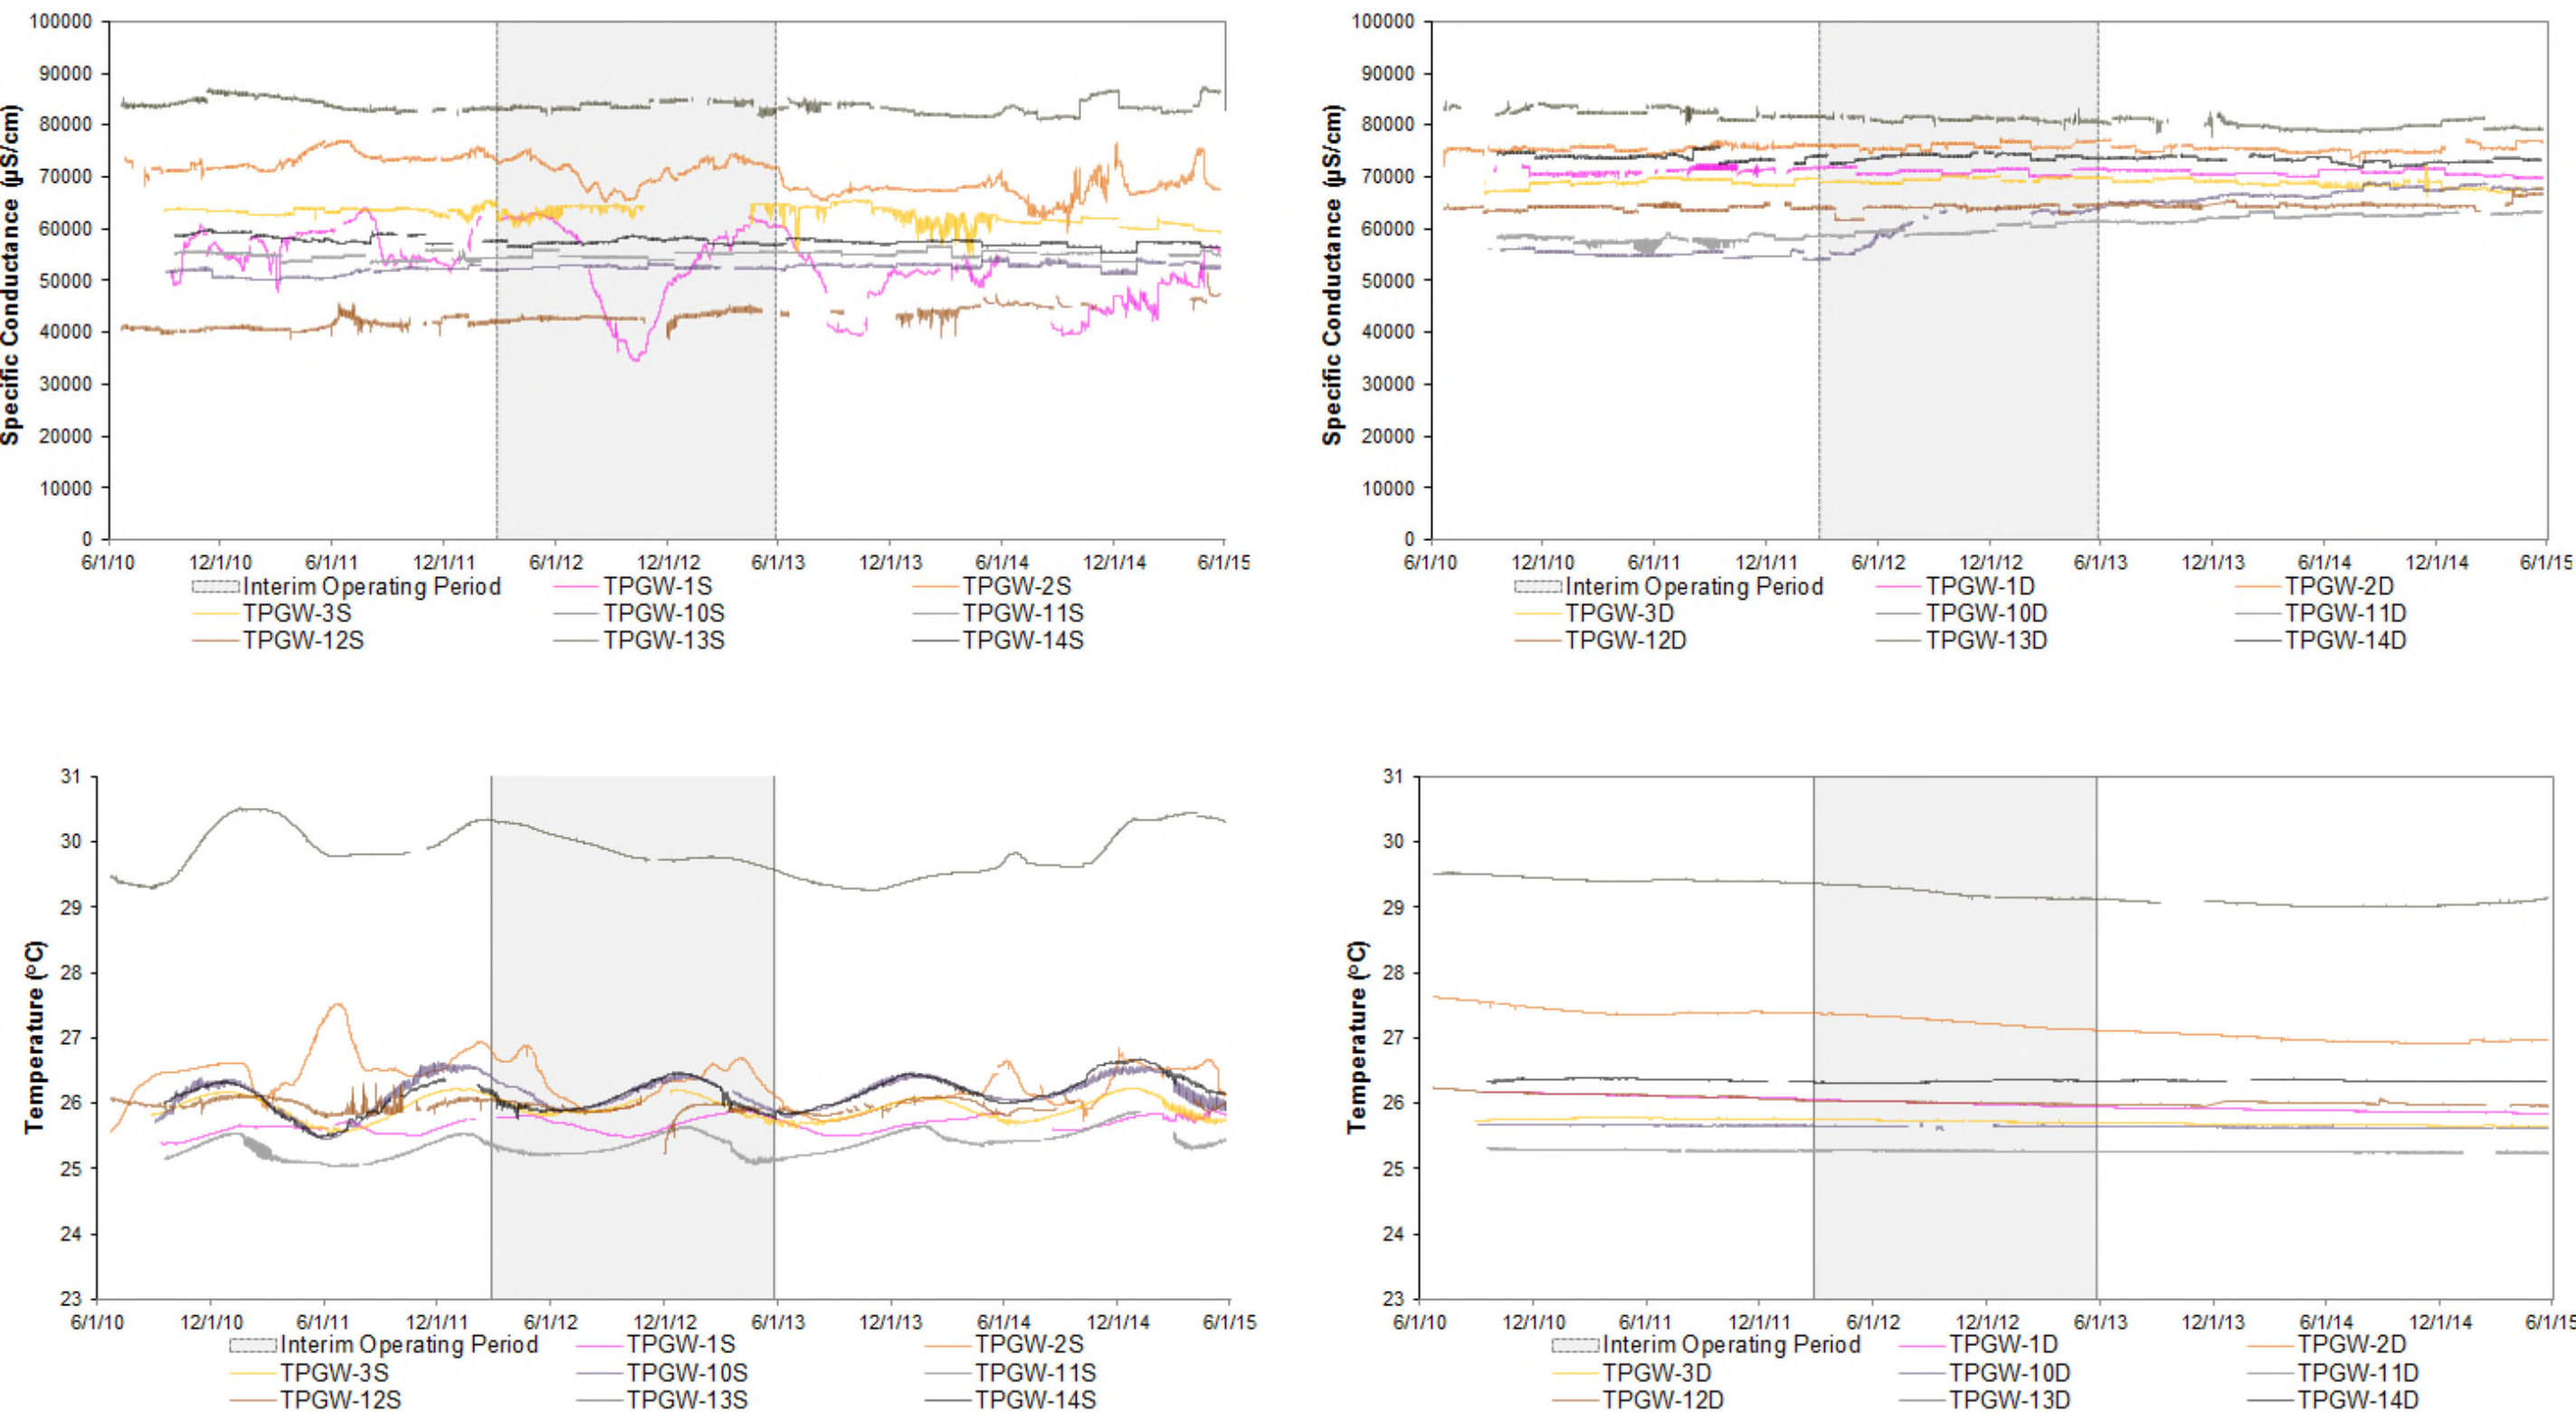 100000
90000
80000
70000
60000
50000
40000
30000
20000
10000
0
Specific Conductance (µS/cm)
6/1/10 12/1/10 6/1/11 12/1/11 6/1/12 12/1/12 6/1/13 12/1/13 6/1/14 12/1/14 6/1/15
Interim Operating Period TPGW-1S TPGW-2S
TPGW-3S TPGW-10S TPGW-11S
TPGW-12S TPGW-13S TPGW-14S
100000
90000
80000
70000
60000
50000
40000
30000
20000
10000
0
Specific Conductance (µS/cm)
6/1/10 12/1/10 6/1/11 12/1/11 6/1/12 12/1/12 6/1/13 12/1/13 6/1/14 12/1/14 6/1/15
Interim Operating Period TPGW-1D TPGW-2D
TPGW-3D TPGW-10D TPGW-11D
TPGW-12D TPGW-13D TPGW-14D
31
30
29
28
27
26
25
24
23
Temperature (°C)
6/1/10 12/1/10 6/1/11 12/1/11 6/1/12 12/1/12 6/1/13 12/1/13 6/1/14 12/1/14 6/1/15
Interim Operating Period TPGW-1S TPGW-2S
TPGW-3S TPGW-10S TPGW-11S
TPGW-12S TPGW-13S TPGW-14S
31
30
29
28
27
26
25
24
23
Temperature (°C)
6/1/10 12/1/10 6/1/11 12/1/11 6/1/12 12/1/12 6/1/13 12/1/13 6/1/14 12/1/14 6/1/15
Interim Operating Period TPGW-1D TPGW-2D
TPGW-3D TPGW-10D TPGW-11D
TPGW-12D TPGW-13D TPGW-14D